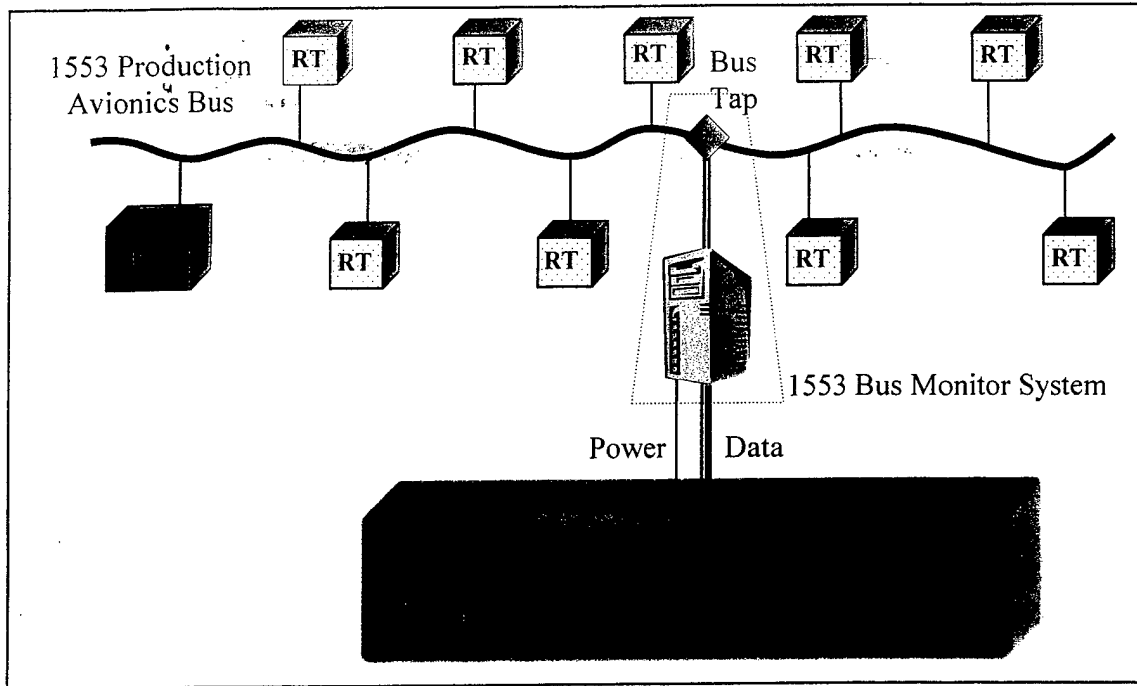 RT
RT
RT
RT
RT
1553 Production
Avionics Bus
Bus
Tap
RT
RT
RT
RT
1553 Bus Monitor System
Power
Data